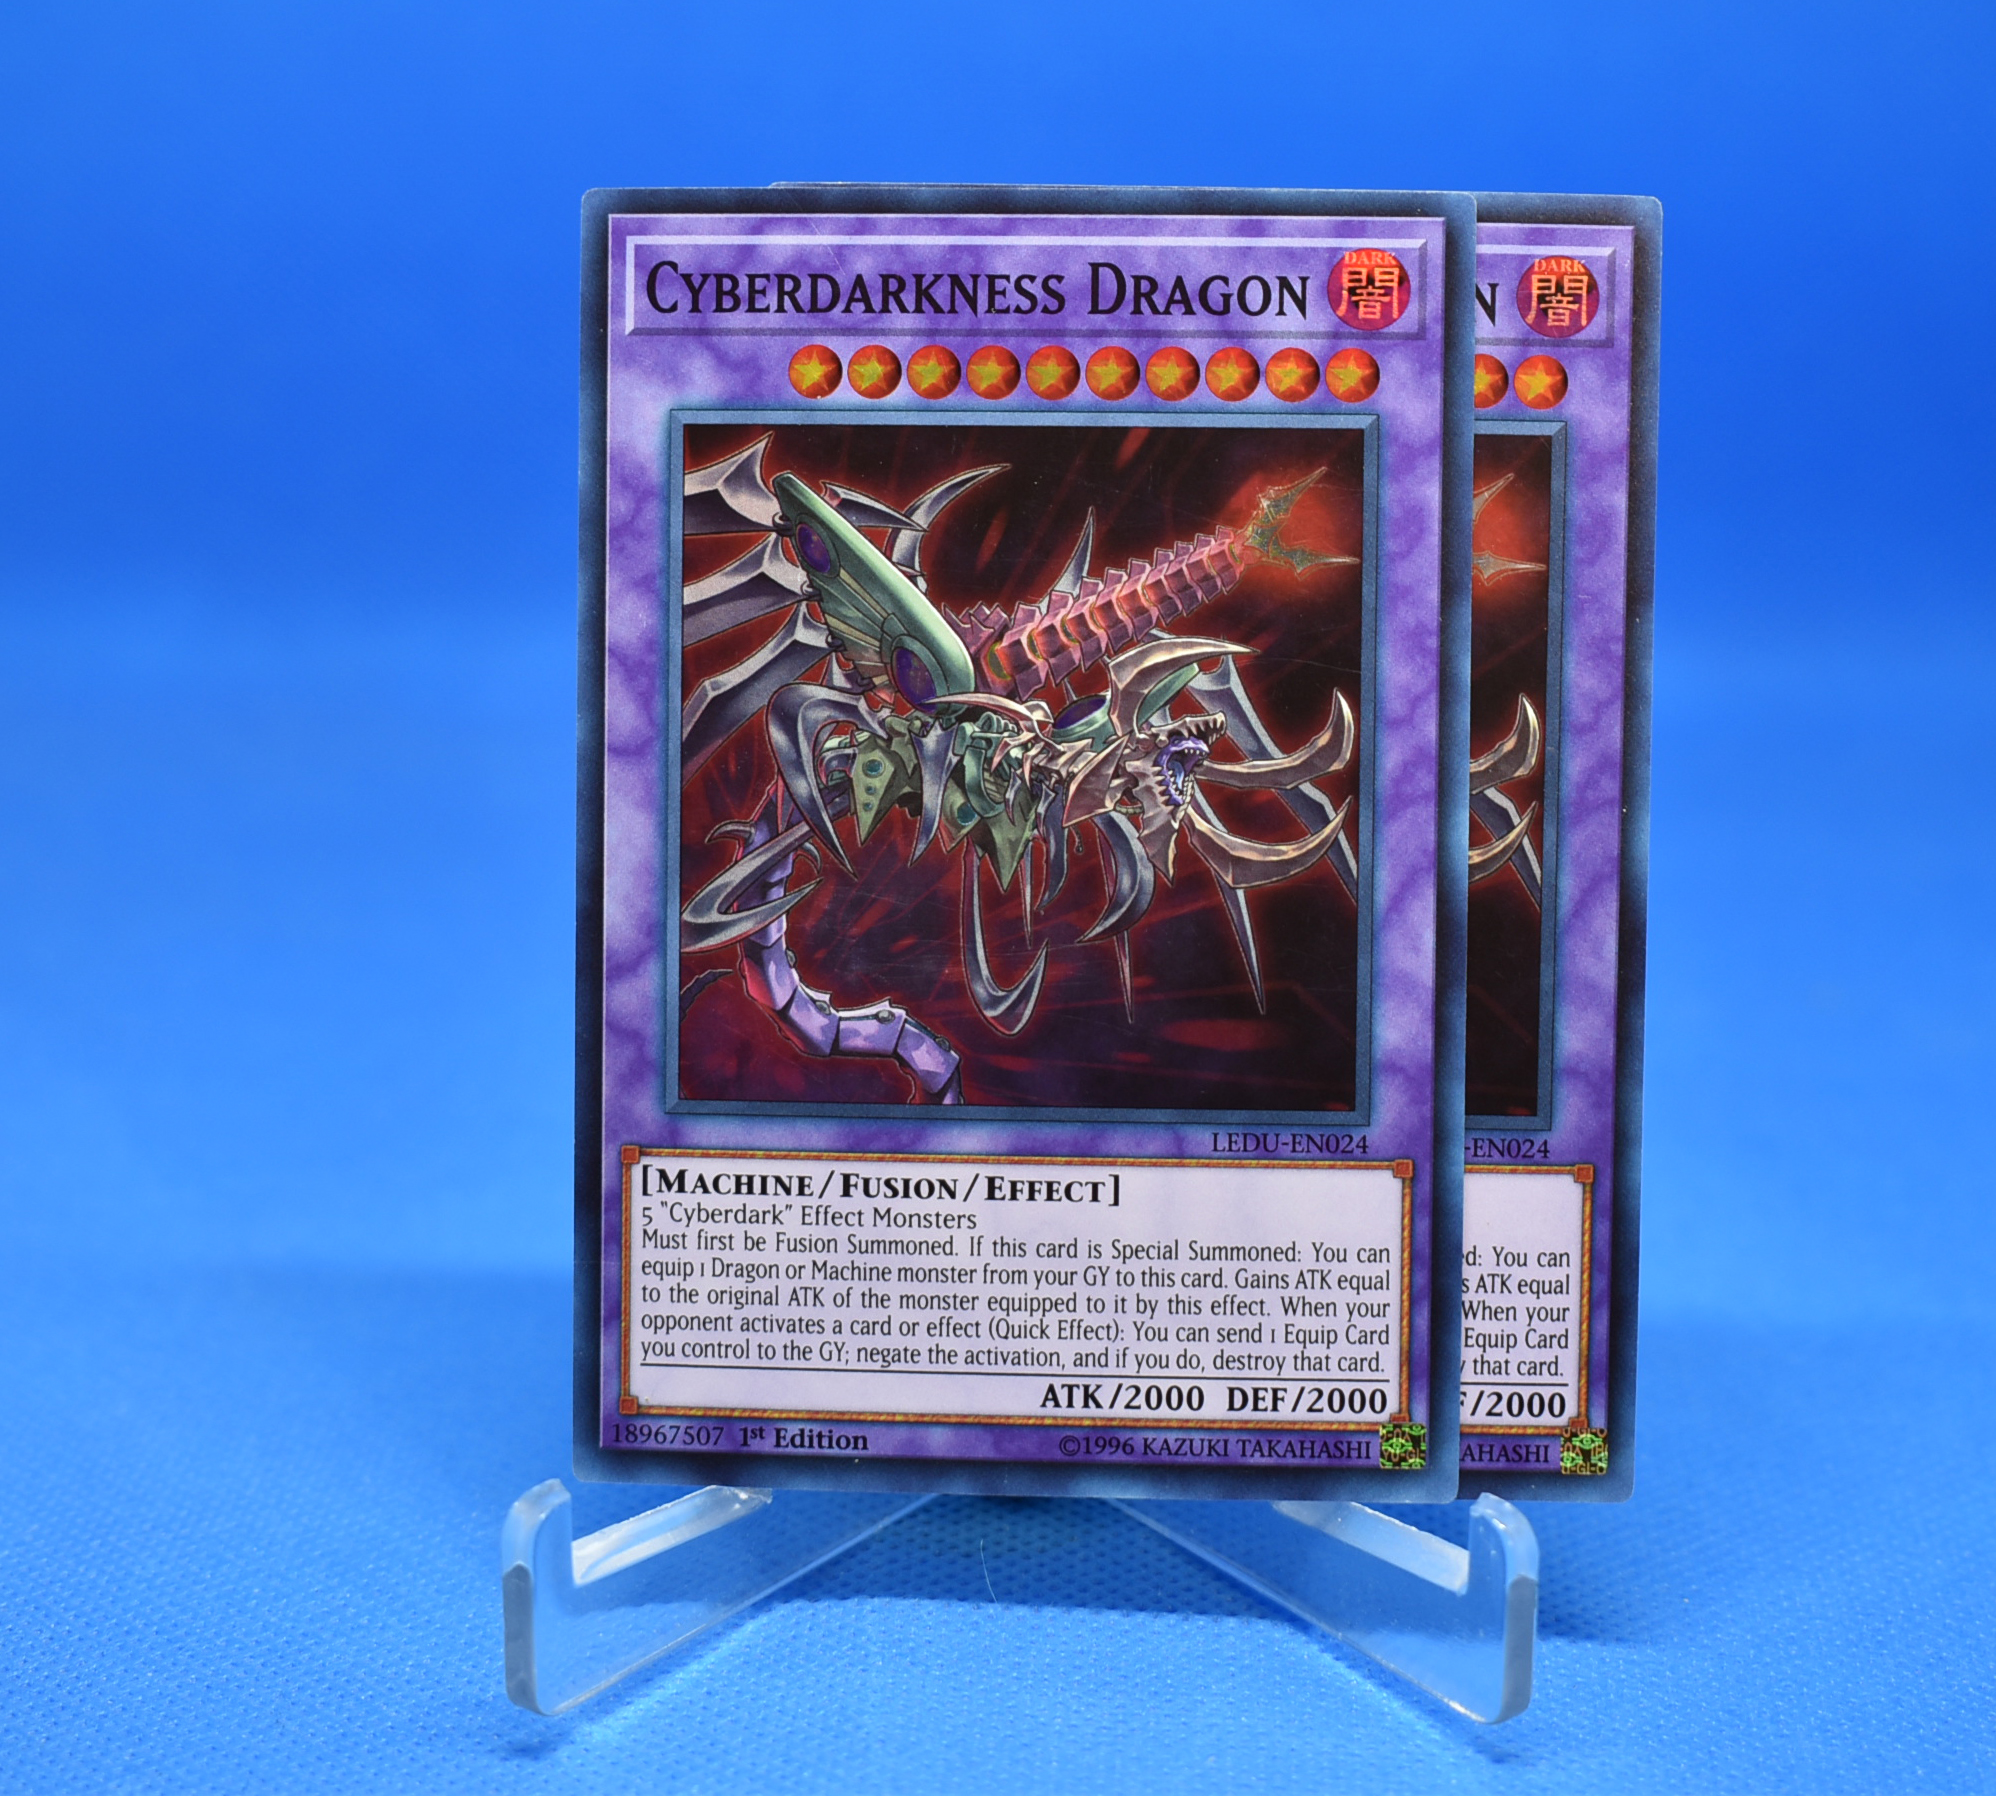 CYBERDARKNESS DRAGON
DARK
闇
LEDU-EN024
[MACHINE/FUSION/EFFECT]
5 "Cyberdark" Effect Monsters
Must first be Fusion Summoned. If this card is Special Summoned: You can
equip 1 Dragon or Machine monster from your GY to this card. Gains ATK equal
to the original ATK of the monster equipped to it by this effect. When your
opponent activates a card or effect (Quick Effect): You can send 1 Equip Card
you control to the GY; negate the activation, and if you do, destroy that card.
ATK/2000 DEF/2000
18967507 1st Edition
©1996 KAZUKI TAKAHASHI
N
DARK
闇
-EN024
d: You can
s ATK equal
When your
Equip Card
that card.
/2000
AHASHI